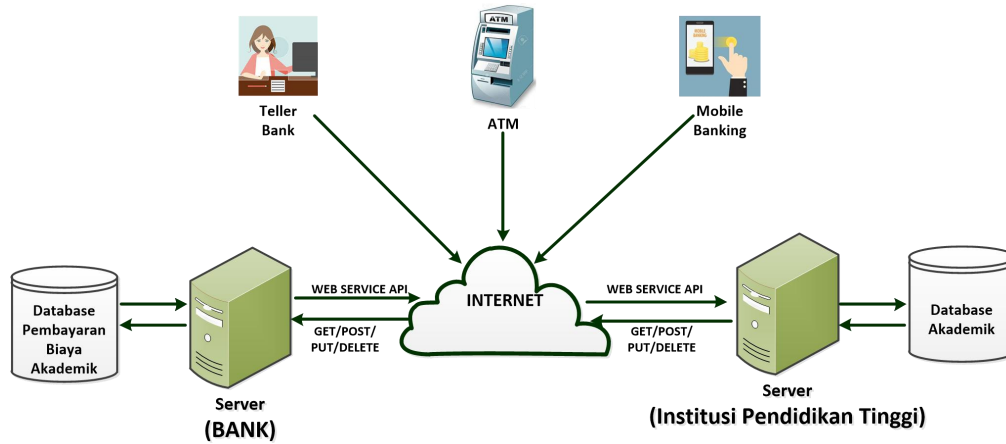 ATM
MOBILE
BANKING
Teller
Bank
ATM
Mobile
Banking
Database
Pembayaran
Biaya
Akademik
WEB SERVICE API
GET/POST/
PUT/DELETE
INTERNET
WEB SERVICE API
GET/POST/
PUT/DELETE
Database
Akademik
Server
(BANK)
Server
(Institusi Pendidikan Tinggi)